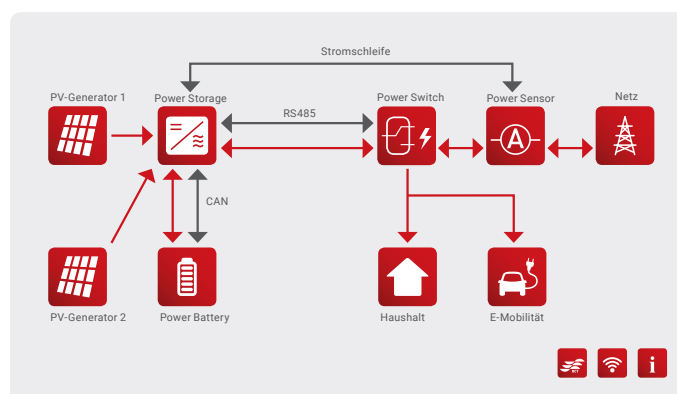 Stromschleife
PV-Generator 1
Power Storage
Power Switch
Power Sensor
Netz
RS485
A
CAN
PV-Generator 2
Power Battery
Haushalt
E-Mobilität
i